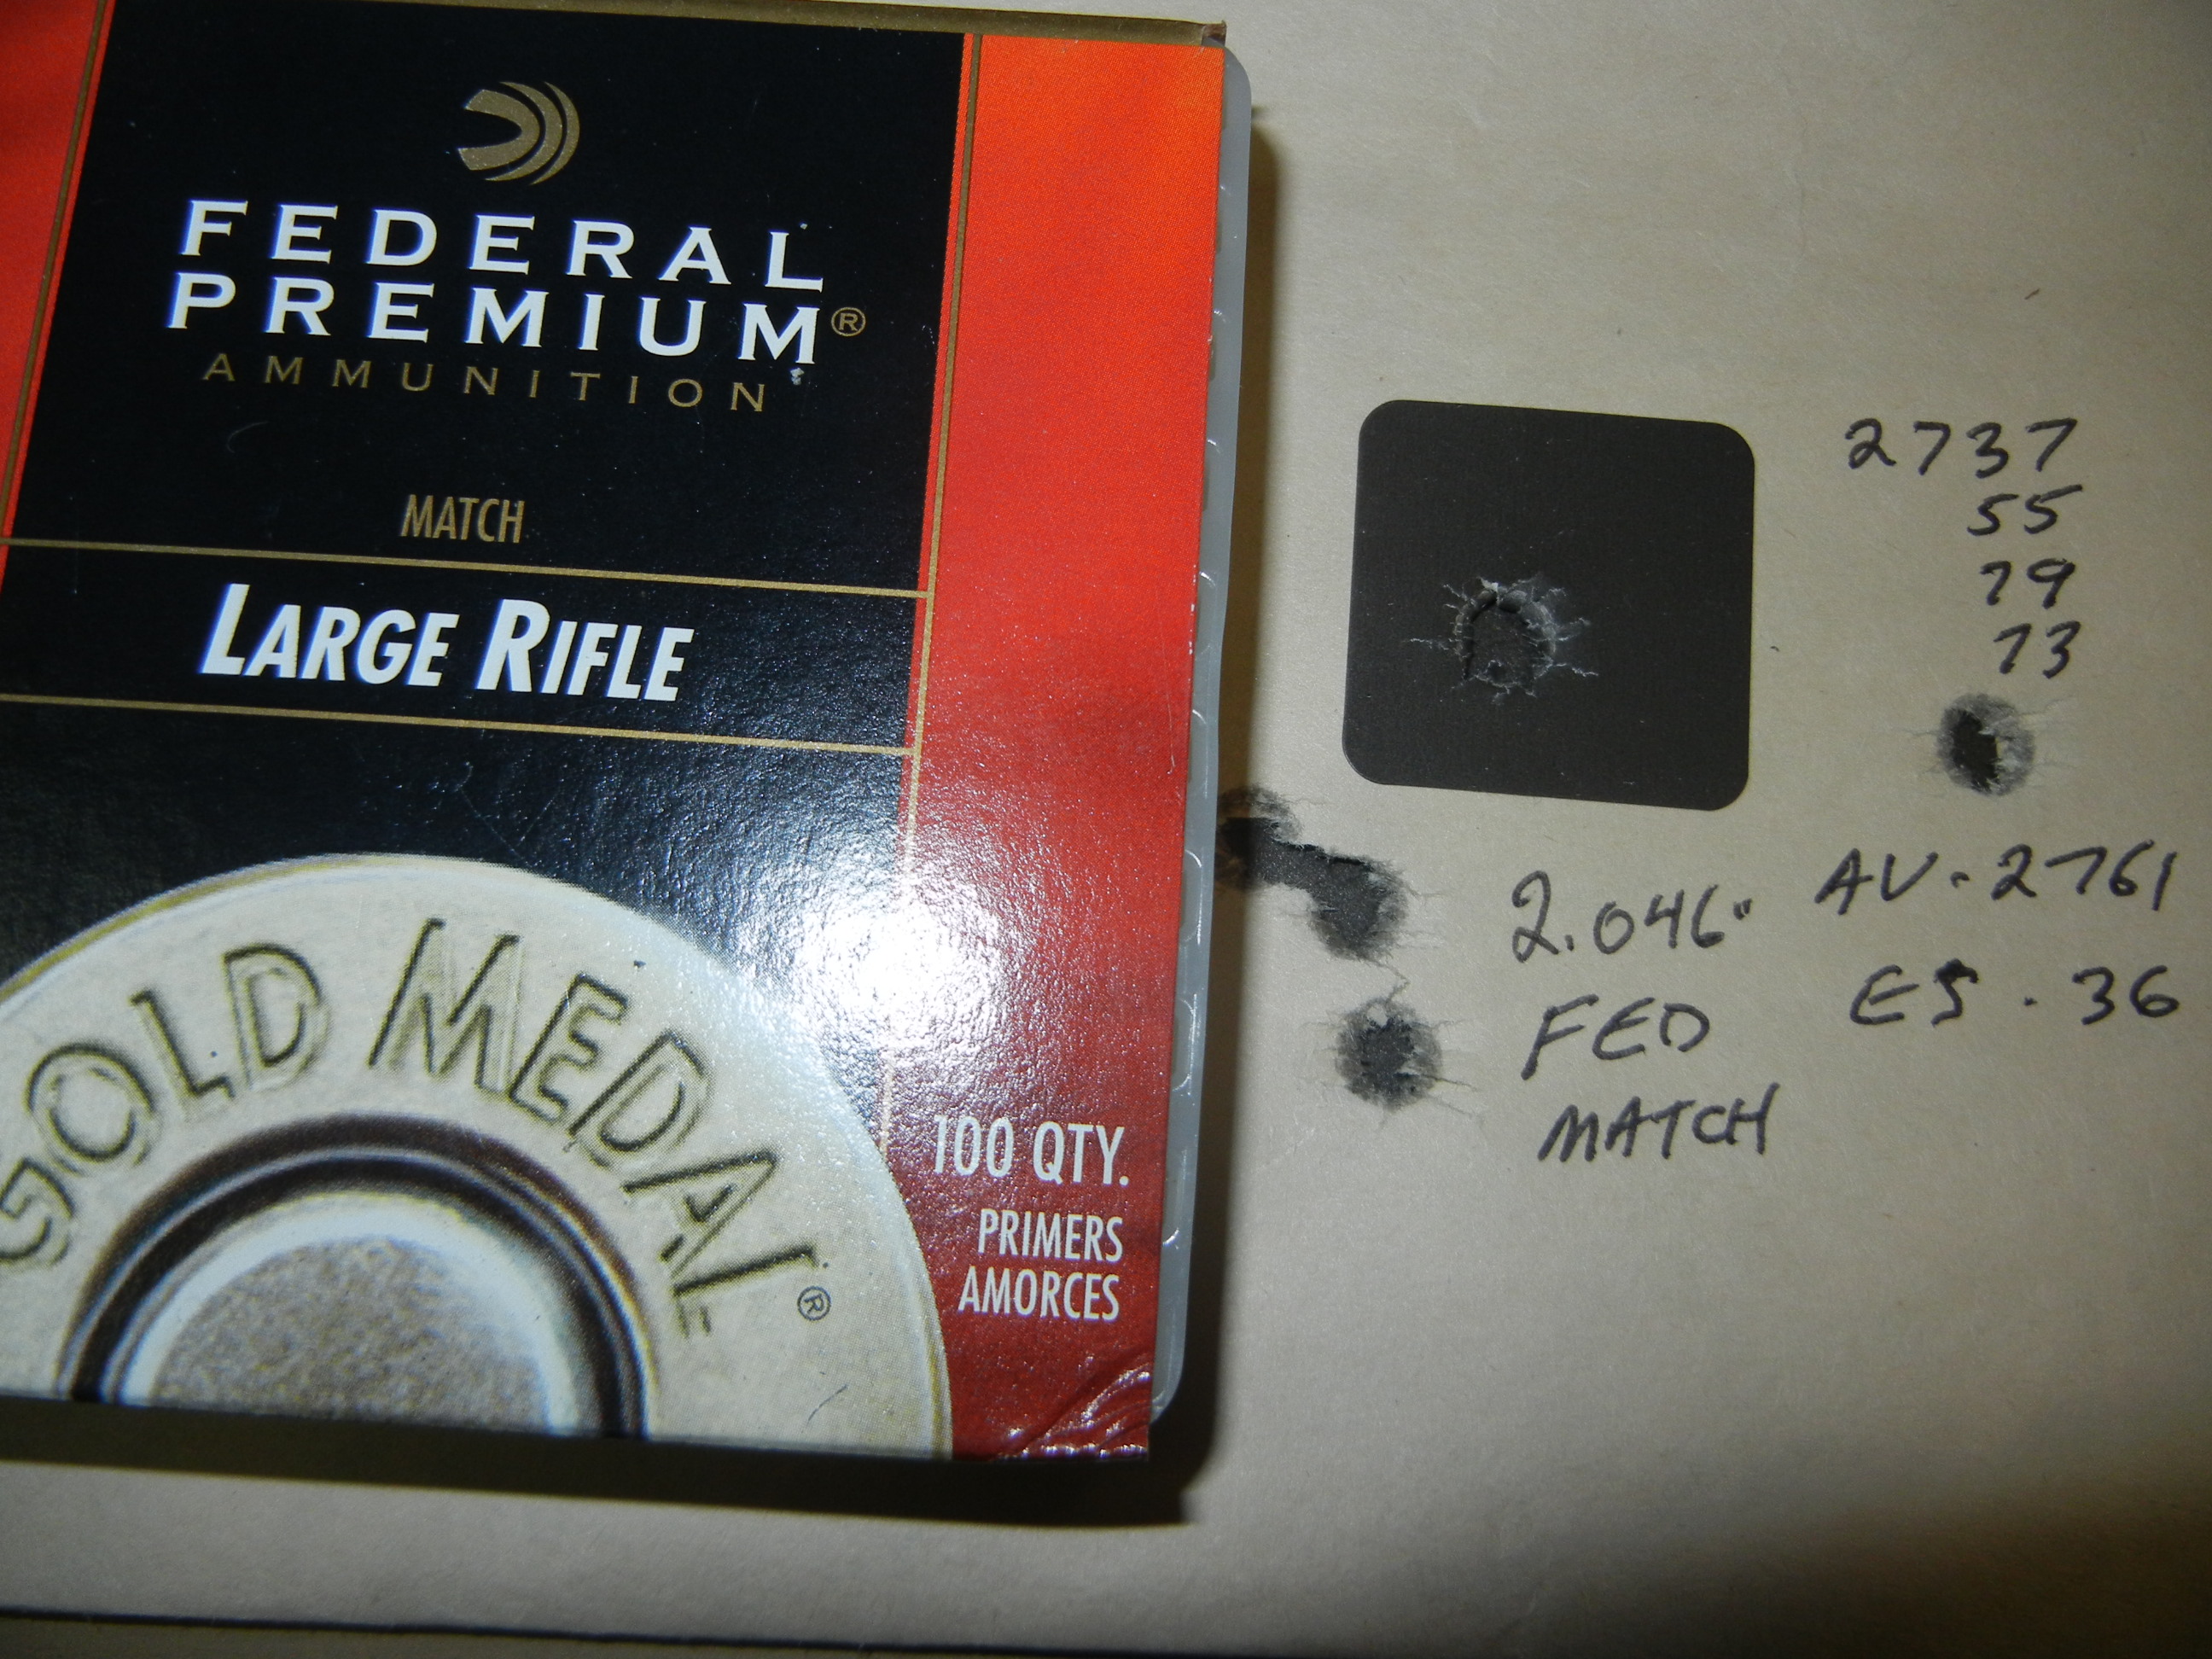 FEDERAL
PREMIUM®
AMMUNITION
MATCH
LARGE RIFLE
GOLD MEDAL®
100 QTY.
PRIMERS
AMORCES
2737
55
79
73
2.046"
FED
MATCH
AV-2761
ES-36